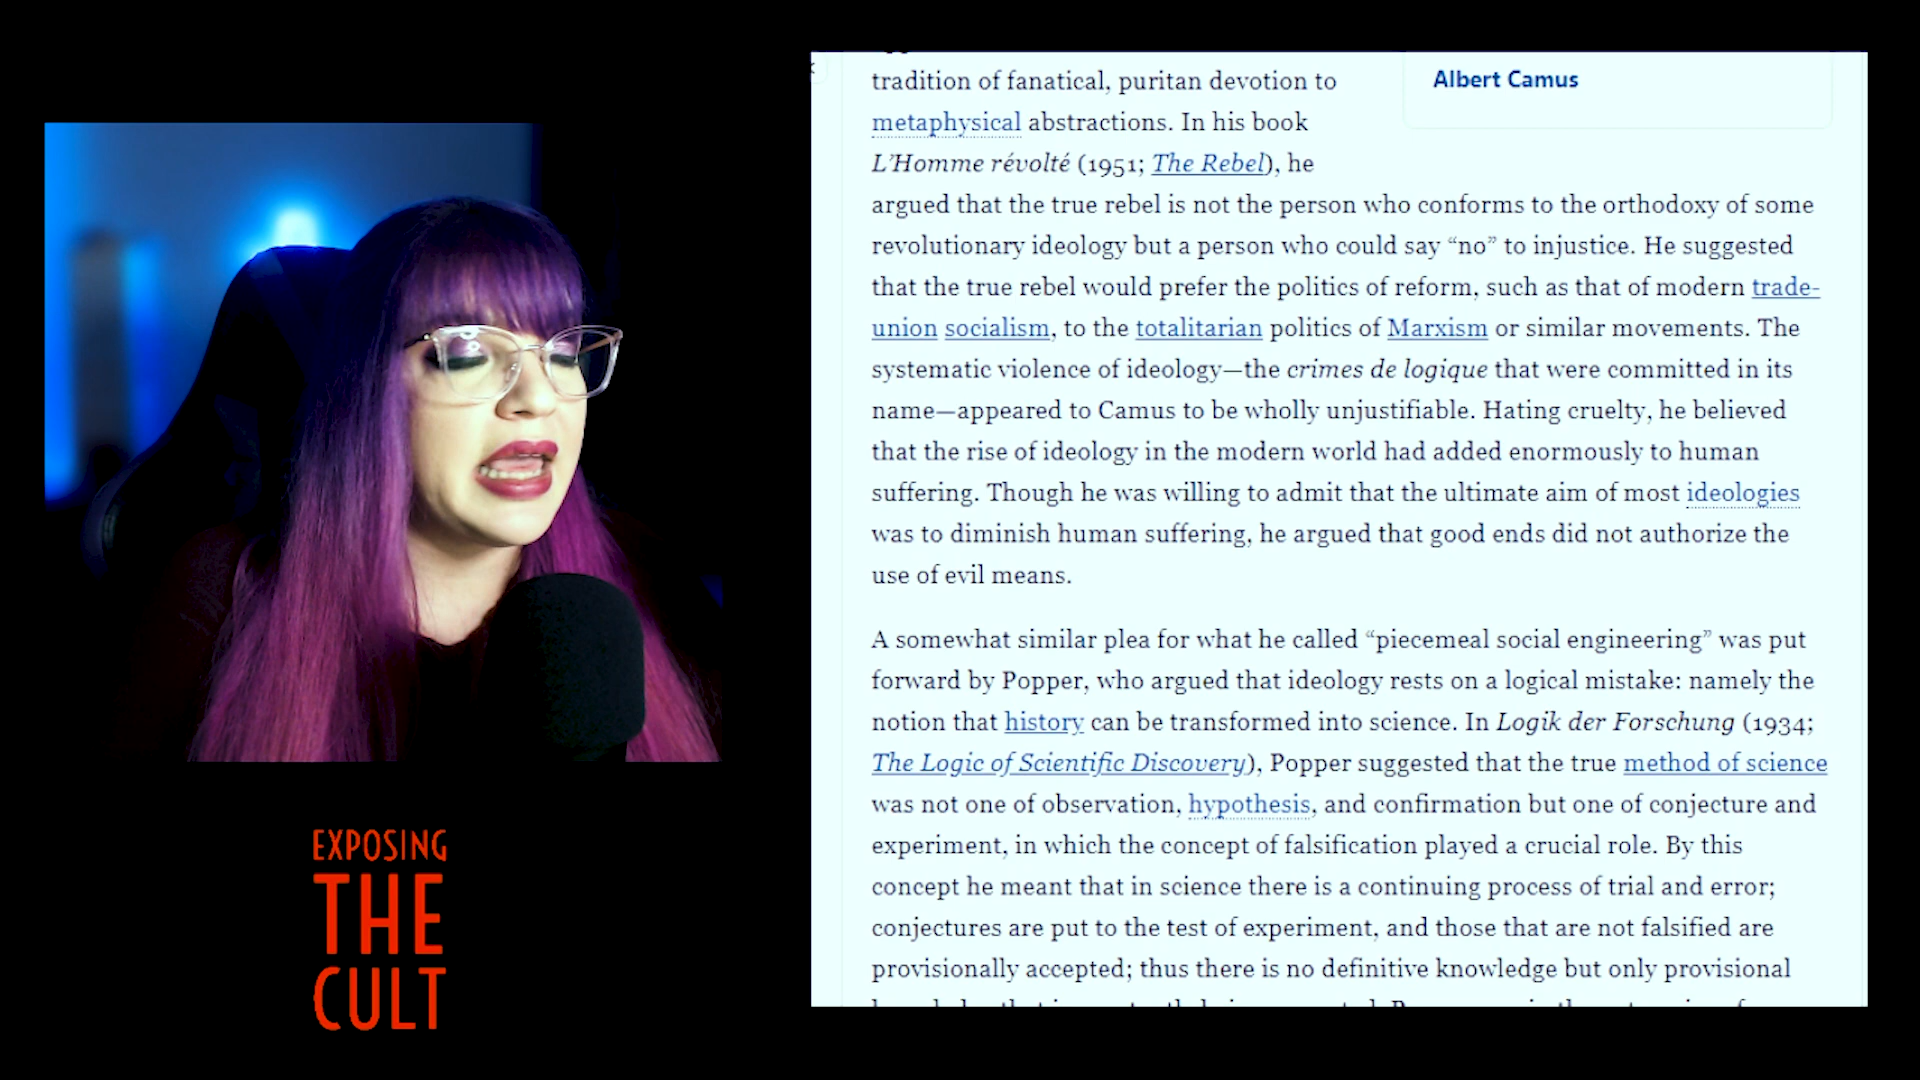 tradition of fanatical, puritan devotion to
metaphysical abstractions. In his book
L’Homme révolté (1951; The Rebel), he
Albert Camus
argued that the true rebel is not the person who conforms to the orthodoxy of some
revolutionary ideology but a person who could say “no” to injustice. He suggested
that the true rebel would prefer the politics of reform, such as that of modern trade-
union socialism, to the totalitarian politics of Marxism or similar movements. The
systematic violence of ideology—the crimes de logique that were committed in its
name—appeared to Camus to be wholly unjustifiable. Hating cruelty, he believed
that the rise of ideology in the modern world had added enormously to human
suffering. Though he was willing to admit that the ultimate aim of most ideologies
was to diminish human suffering, he argued that good ends did not authorize the
use of evil means.
A somewhat similar plea for what he called “piecemeal social engineering” was put
forward by Popper, who argued that ideology rests on a logical mistake: namely the
notion that history can be transformed into science. In Logik der Forschung (1934;
The Logic of Scientific Discovery), Popper suggested that the true method of science
was not one of observation, hypothesis, and confirmation but one of conjecture and
experiment, in which the concept of falsification played a crucial role. By this
concept he meant that in science there is a continuing process of trial and error;
conjectures are put to the test of experiment, and those that are not falsified are
provisionally accepted; thus there is no definitive knowledge but only provisional
EXPOSING
THE
CULT